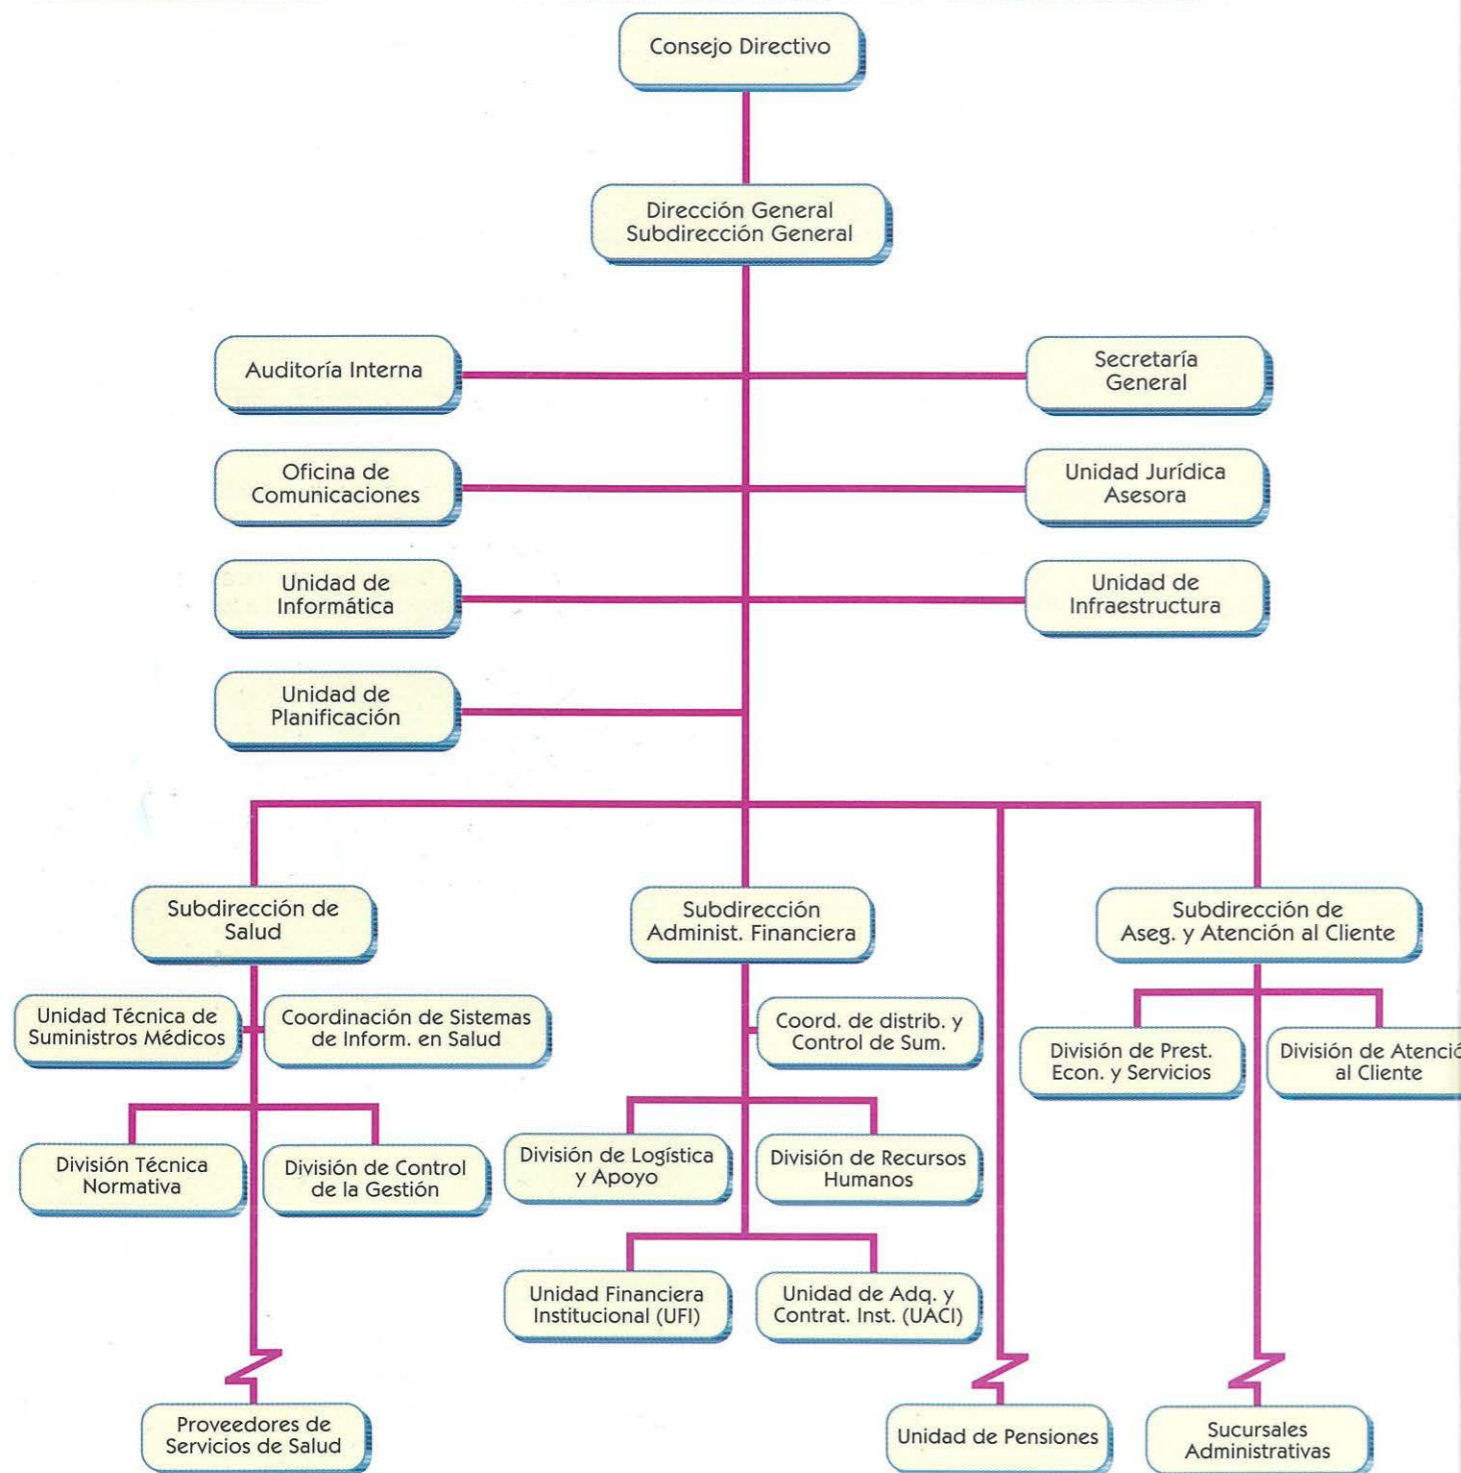 Consejo Directivo
Dirección General
Subdirección General
Auditoría Interna
Secretaría
General
Oficina de
Comunicaciones
Unidad Jurídica
Asesora
Unidad de
Informática
Unidad de
Infraestructura
Unidad de
Planificación
Subdirección de
Salud
Subdirección
Administ. Financiera
Subdirección de
Aseg. y Atención al Cliente
Unidad Técnica de
Suministros Médicos
Coordinación de Sistemas
de Inform. en Salud
Coord. de distrib. y
Control de Sum.
División de Prest.
Econ. y Servicios
División de Atenció
al Cliente
División Técnica
Normativa
División de Control
de la Gestión
División de Logística
y Apoyo
División de Recursos
Humanos
Unidad Financiera
Institucional (UFI)
Unidad de Adq. y
Contrat. Inst. (UACI)
Proveedores de
Servicios de Salud
Unidad de Pensiones
Sucursales
Administrativas